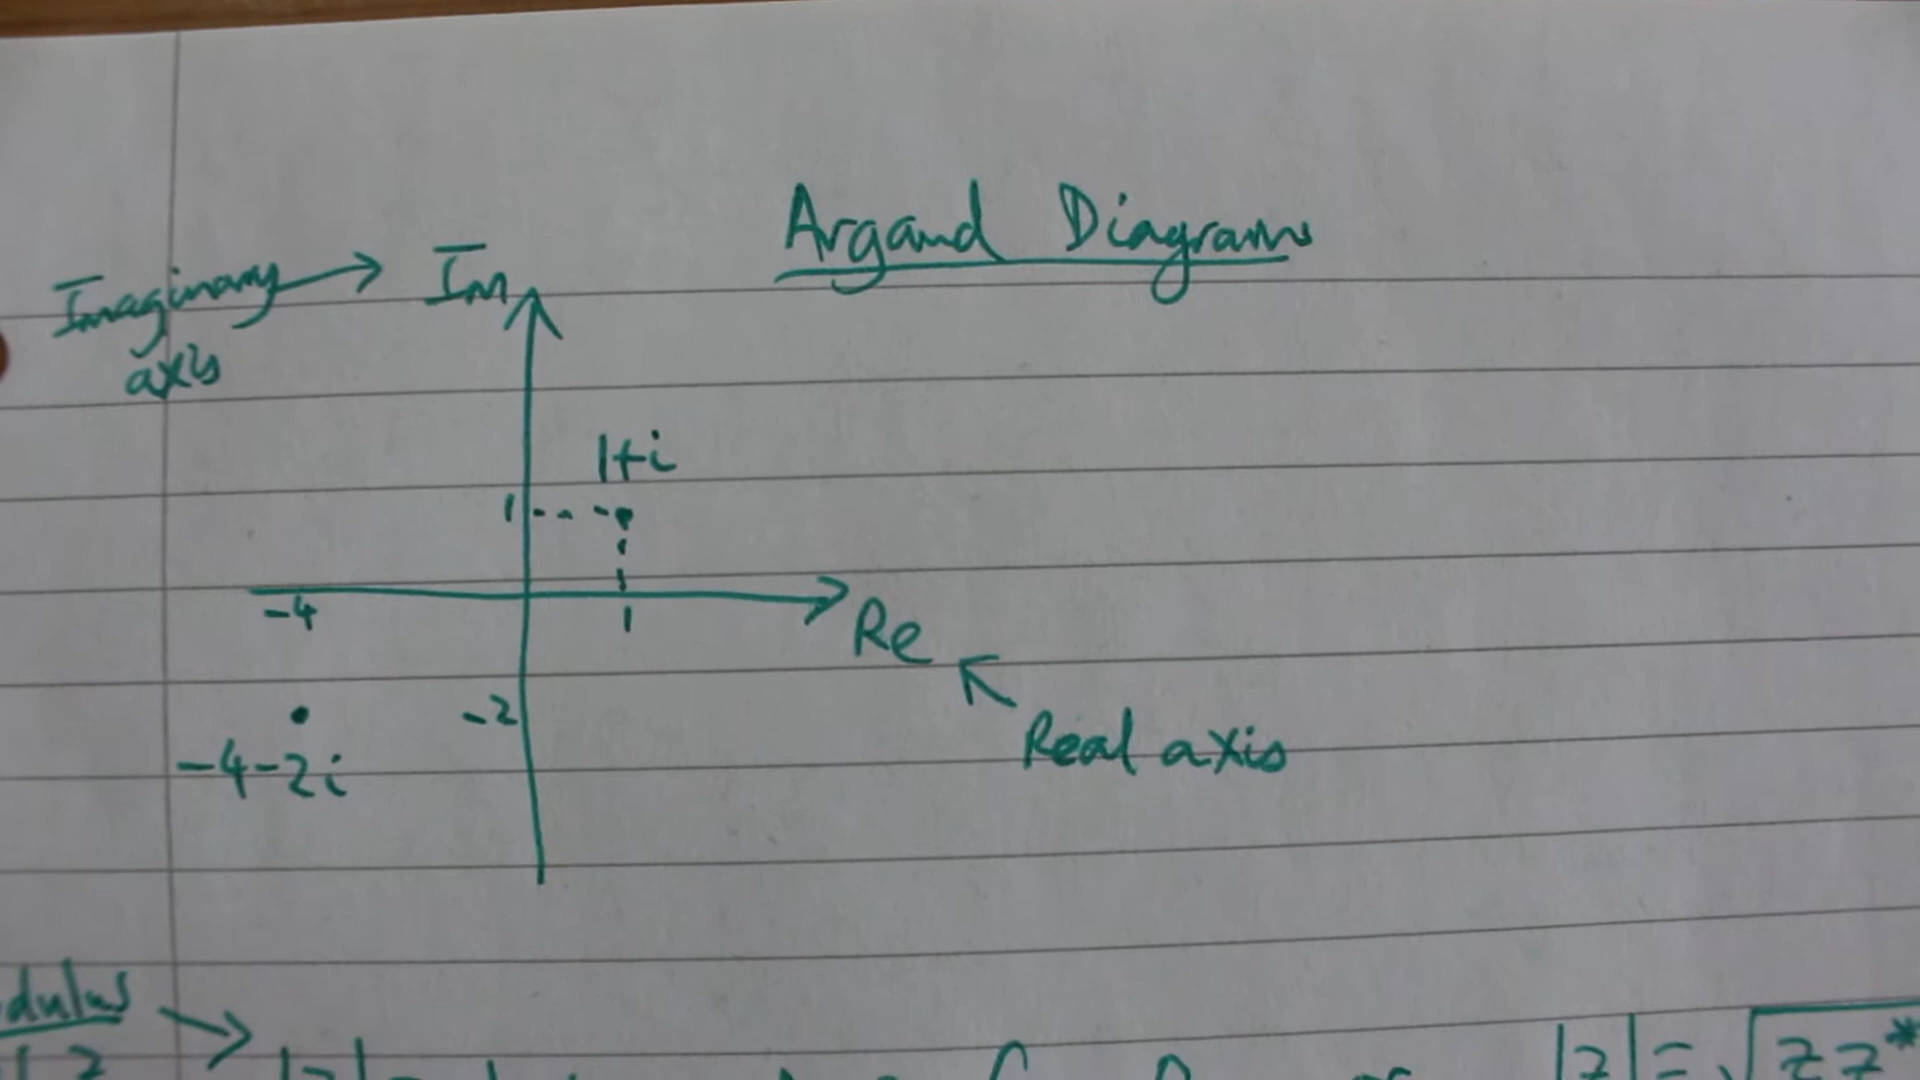 Argand Diagrams
Imaginary
axis
Im
1+i
1
-4
1
Re
-2
-4-2i
Real axis
|z| = √zz*